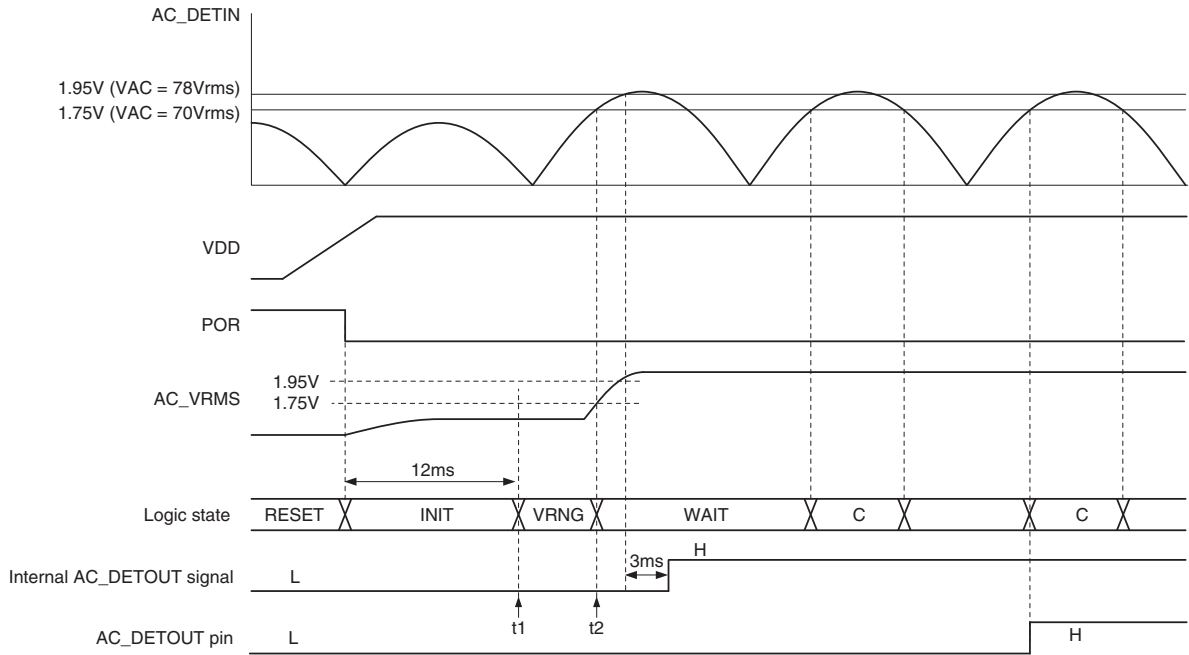 AC_DETIN
1.95V (VAC = 78Vrms)
1.75V (VAC = 70Vrms)
VDD
POR
1.95V
1.75V
AC_VRMS
12ms
Logic state RESET INIT VRNG WAIT C C
3ms H
Internal AC_DETOUT signal L
t1 t2
AC_DETOUT pin L H